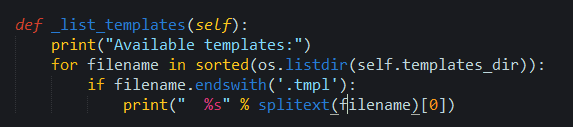 def _list_templates(self):
    print("Available templates:")
    for filename in sorted(os.listdir(self.templates_dir)):
        if filename.endswith('.tmpl'):
            print("  %s" % splitext(filename)[0])